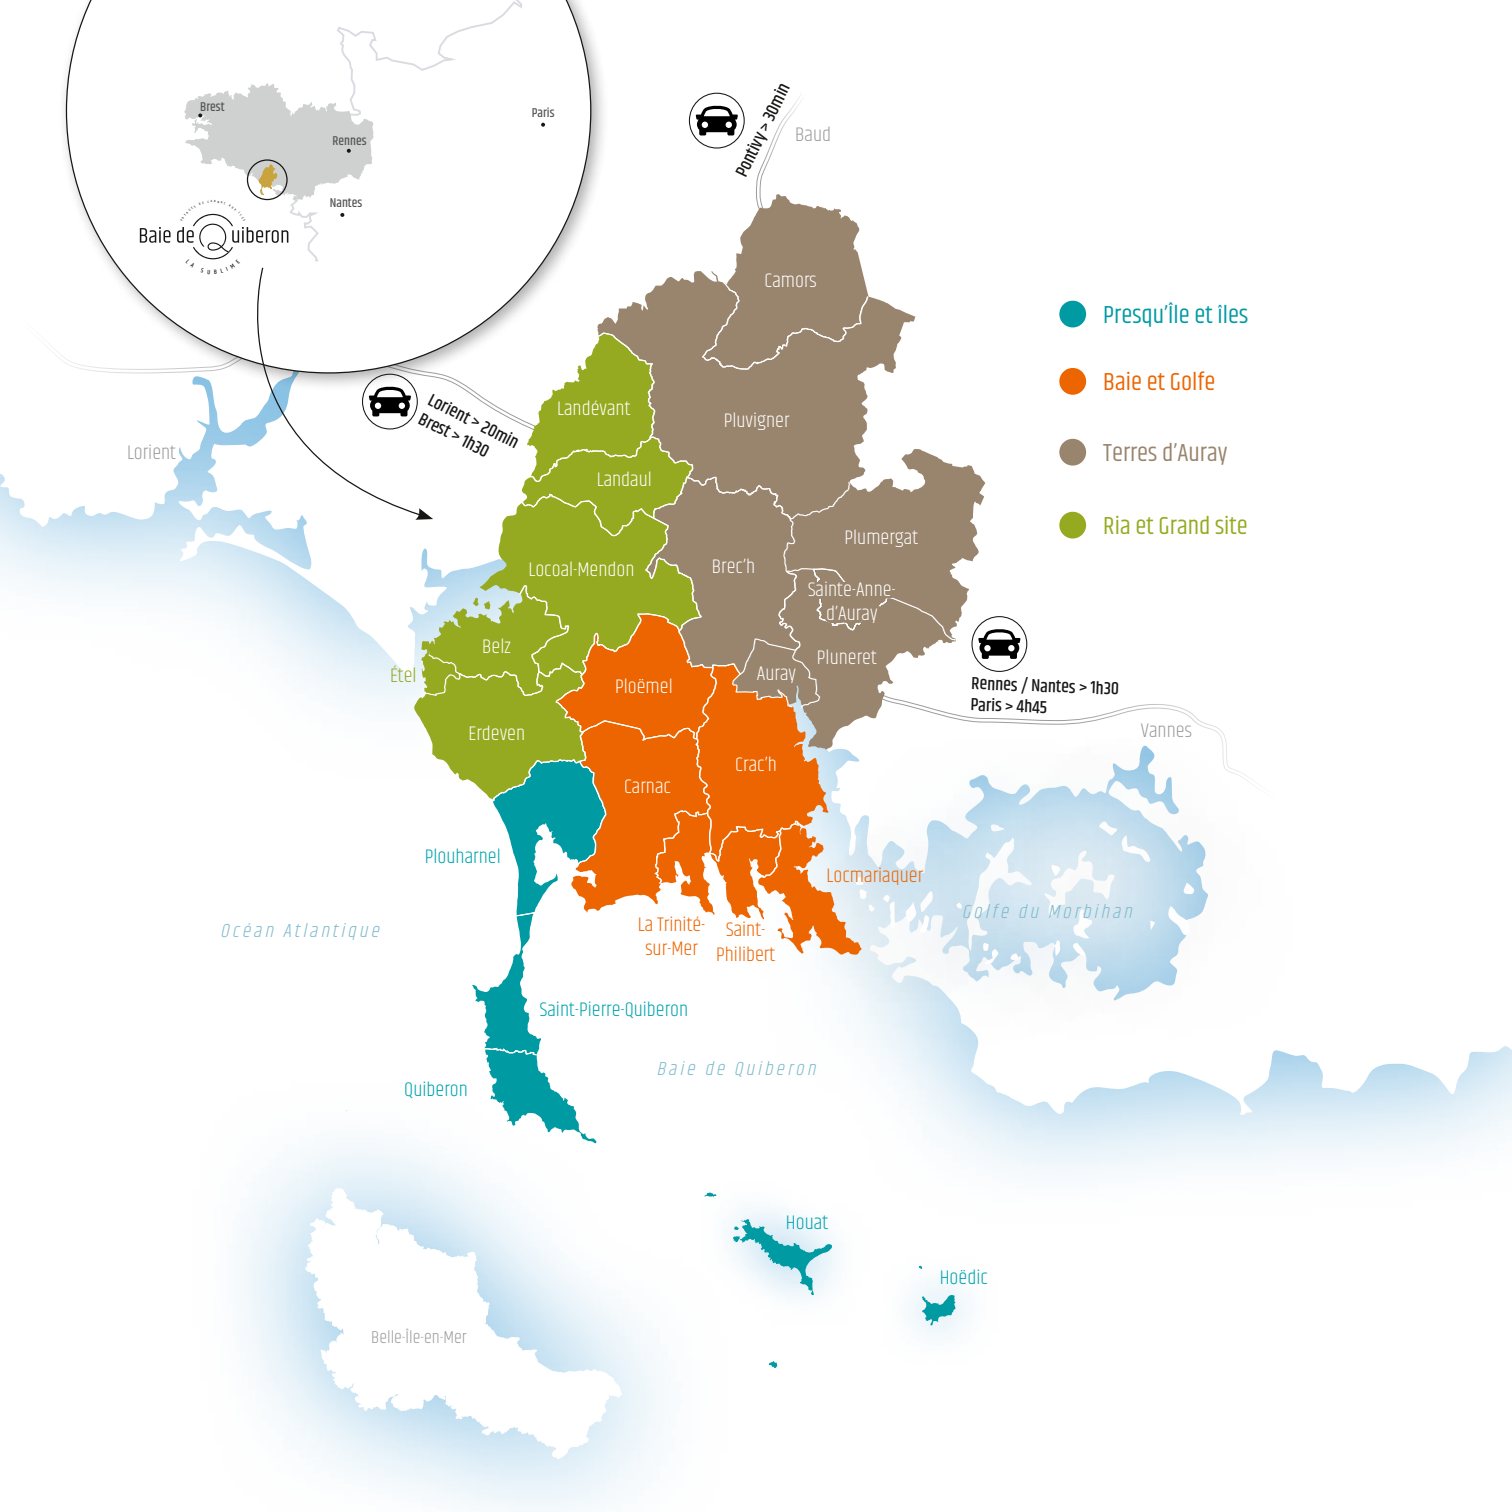 Brest
Rennes
Paris
Nantes
Baie de Quiberon
LA SUBLIME
Pontivy > 30min
Baud
Camors
Presqu'Île et îles
Baie et Golfe
Terres d'Auray
Ria et Grand site
Lorient > 20min
Brest > 1h30
Lorient
Landévant
Pluvigner
Landaul
Plumergat
Locoal-Mendon
Brec'h
Sainte-Anne-
d'Auray
Belz
Pluneret
Étel
Ploëmel
Auray
Rennes / Nantes > 1h30
Paris > 4h45
Vannes
Erdeven
Crac'h
Carnac
Plouharnel
Locmariaquer
Golfe du Morbihan
Océan Atlantique
La Trinité-
sur-Mer
Saint-
Philibert
Saint-Pierre-Quiberon
Baie de Quiberon
Quiberon
Houat
Hoëdic
Belle-Île-en-Mer